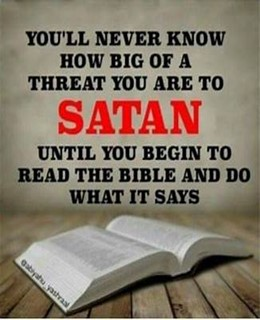 YOU'LL NEVER KNOW
HOW BIG OF A
THREAT YOU ARE TO
SATAN
UNTIL YOU BEGIN TO
READ THE BIBLE AND DO
WHAT IT SAYS